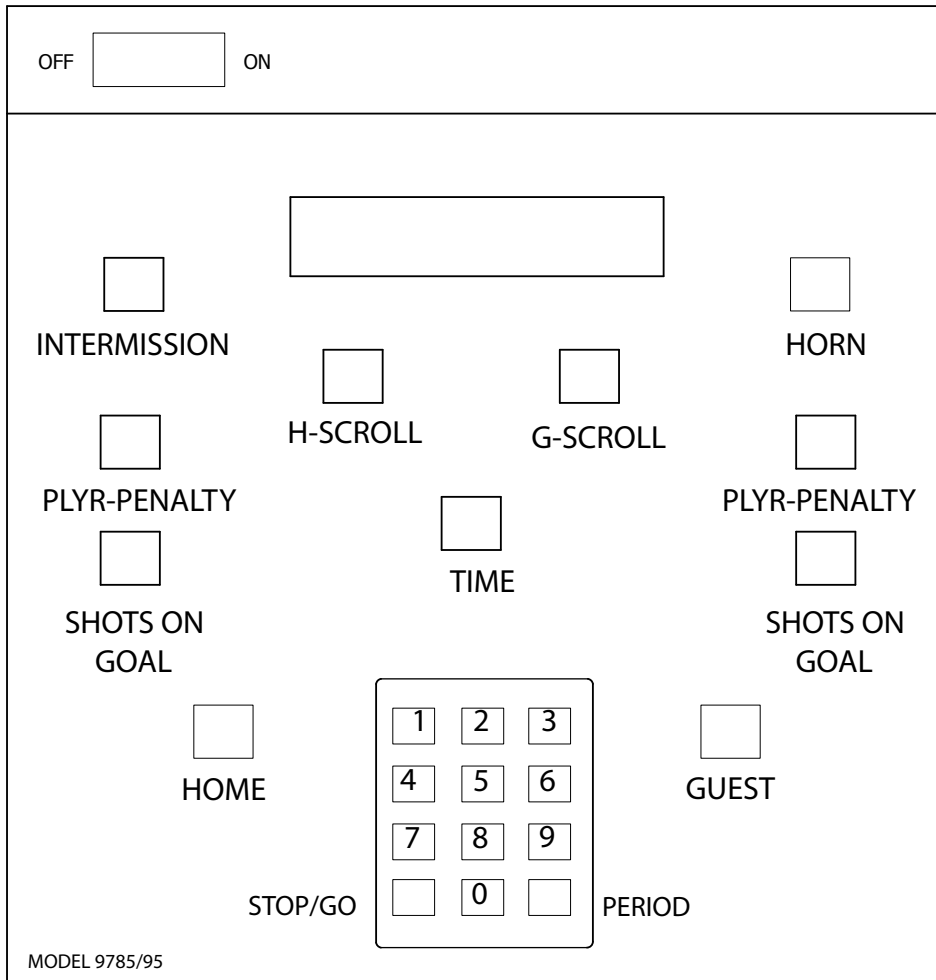 OFF ON
INTERMISSION HORN
H-SCROLL G-SCROLL
PLYR-PENALTY PLYR-PENALTY
TIME
SHOTS ON SHOTS ON
GOAL GOAL
1 2 3
HOME 4 5 6 GUEST
7 8 9
STOP/GO 0 PERIOD
MODEL 9785/95